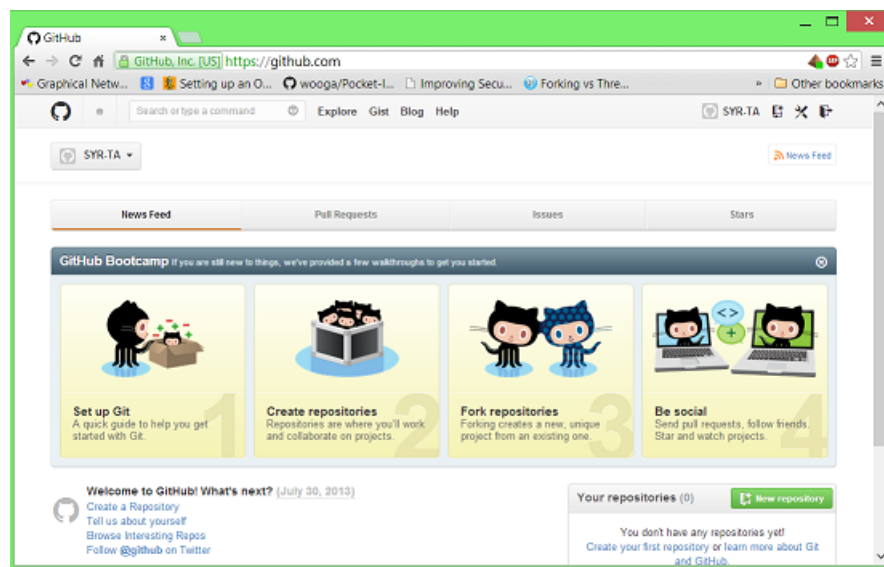 GitHub
GitHub, Inc. [US] https://github.com
Graphical Netw... Setting up an O... wooga/Pocket-I... Improving Secu... Forking vs Thre... » Other bookmarks
Search or type a command Explore Gist Blog Help SYR-TA
SYR-TA News Feed
News Feed Pull Requests Issues Stars
GitHub Bootcamp If you are still new to things, we've provided a few walkthroughs to get you started.
1 2 3 4
Set up Git
A quick guide to help you get
started with Git.
Create repositories
Repositories are where you'll work
and collaborate on projects.
Fork repositories
Forking creates a new, unique
project from an existing one.
Be social
Send pull requests, follow friends.
Star and watch projects.
Welcome to GitHub! What's next? (July 30, 2013)
Create a Repository
Tell us about yourself
Browse Interesting Repos
Follow @github on Twitter
Your repositories (0) New repository
You don't have any repositories yet!
Create your first repository or learn more about Git
and GitHub.